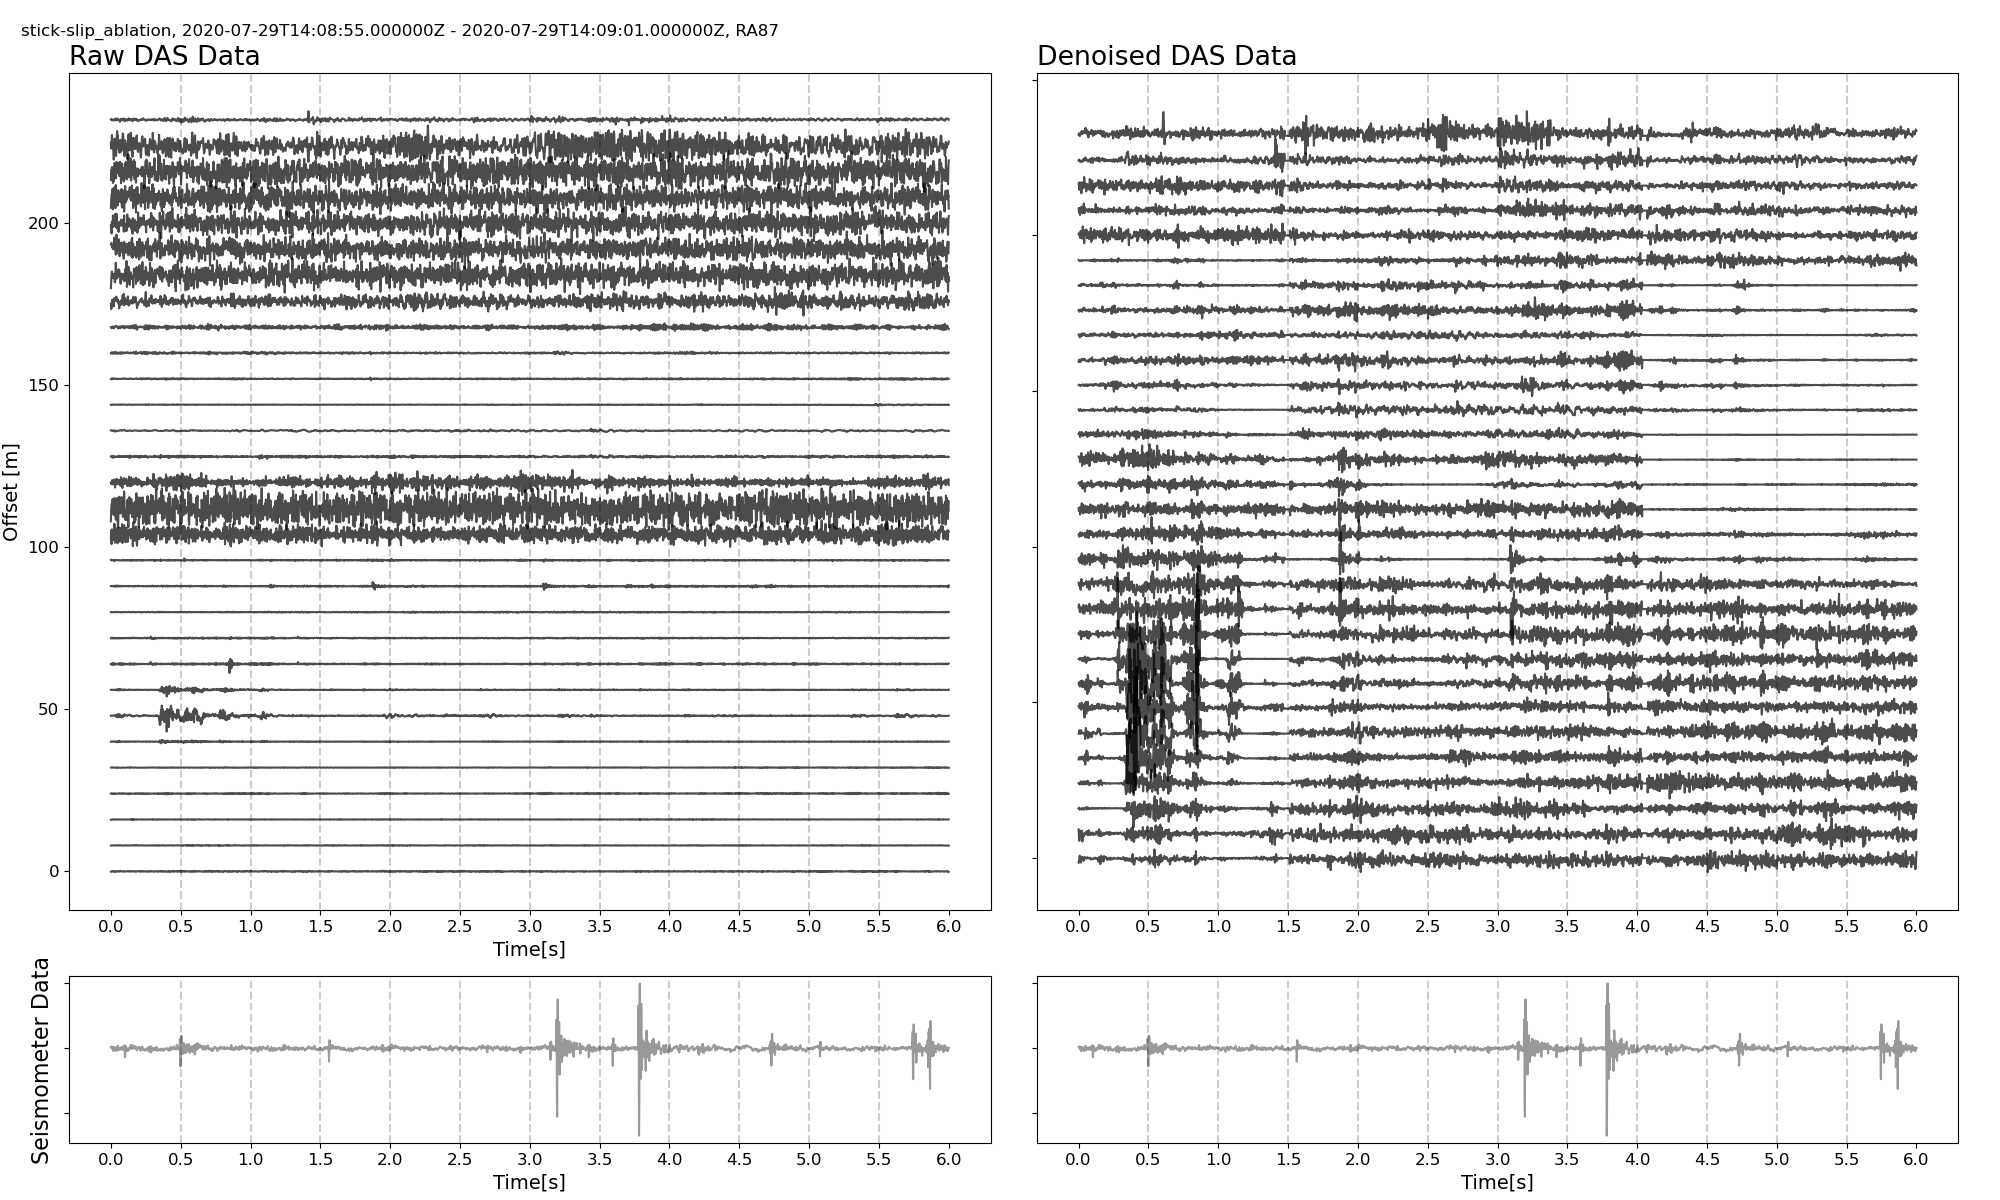 stick-slip_ablation, 2020-07-29T14:08:55.000000Z - 2020-07-29T14:09:01.000000Z, RA87
Raw DAS Data
Denoised DAS Data
Offset [m]
200
150
100
50
0
0.0 0.5 1.0 1.5 2.0 2.5 3.0 3.5 4.0 4.5 5.0 5.5 6.0
Time[s]
0.0 0.5 1.0 1.5 2.0 2.5 3.0 3.5 4.0 4.5 5.0 5.5 6.0
Seismometer Data
0.0 0.5 1.0 1.5 2.0 2.5 3.0 3.5 4.0 4.5 5.0 5.5 6.0
Time[s]
0.0 0.5 1.0 1.5 2.0 2.5 3.0 3.5 4.0 4.5 5.0 5.5 6.0
Time[s]